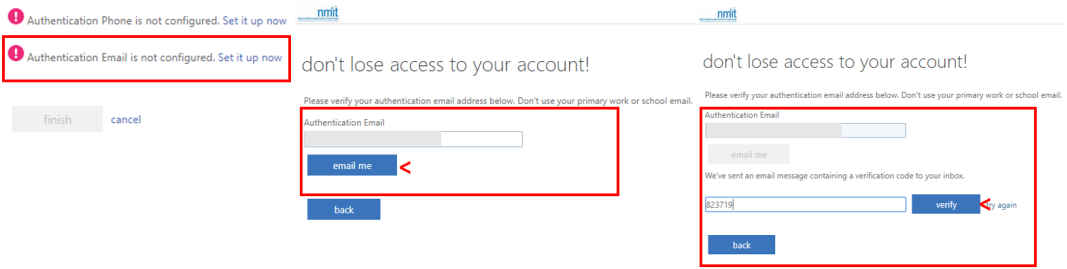 Authentication Phone is not configured. Set it up now
Authentication Email is not configured. Set it up now
finish
cancel
nmit
don't lose access to your account!
Please verify your authentication email address below. Don't use your primary work or school email.
Authentication Email
email me
<
back
nmit
don't lose access to your account!
Please verify your authentication email address below. Don't use your primary work or school email.
Authentication Email
email me
We've sent an email message containing a verification code to your inbox.
823719
verify
<
try again
back